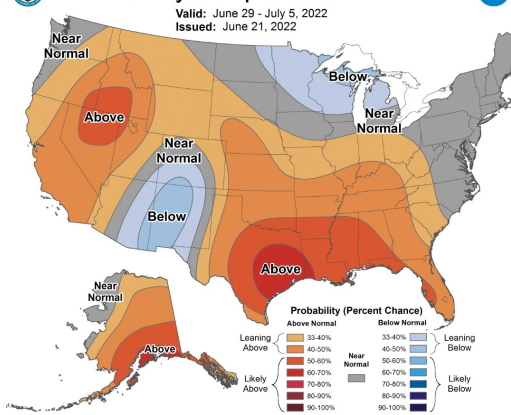 Valid: June 29 - July 5, 2022
Issued: June 21, 2022
Near
Normal
Below
Above
Near
Normal
Near
Normal
Below
Above
Near
Normal
Above
Probability (Percent Chance)
Above Normal
Below Normal
Leaning
Above
33-40%
40-50%
50-60%
60-70%
70-80%
80-90%
90-100%
Likely
Above
Near
Normal
33-40%
40-50%
50-60%
60-70%
70-80%
80-90%
90-100%
Leaning
Below
Likely
Below